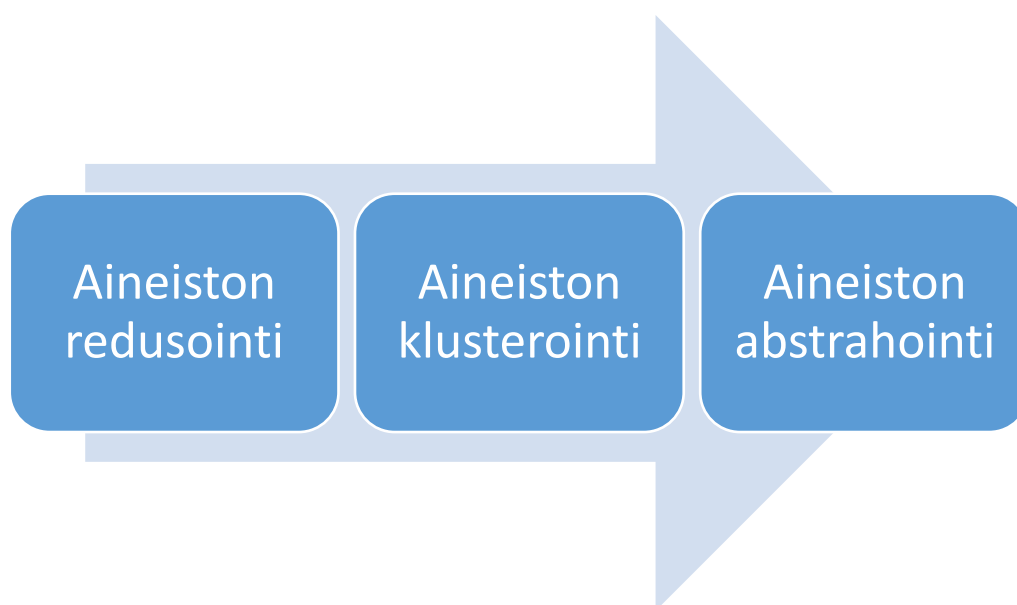 Aineiston
redusointi
Aineiston
klusterointi
Aineiston
abstrahointi